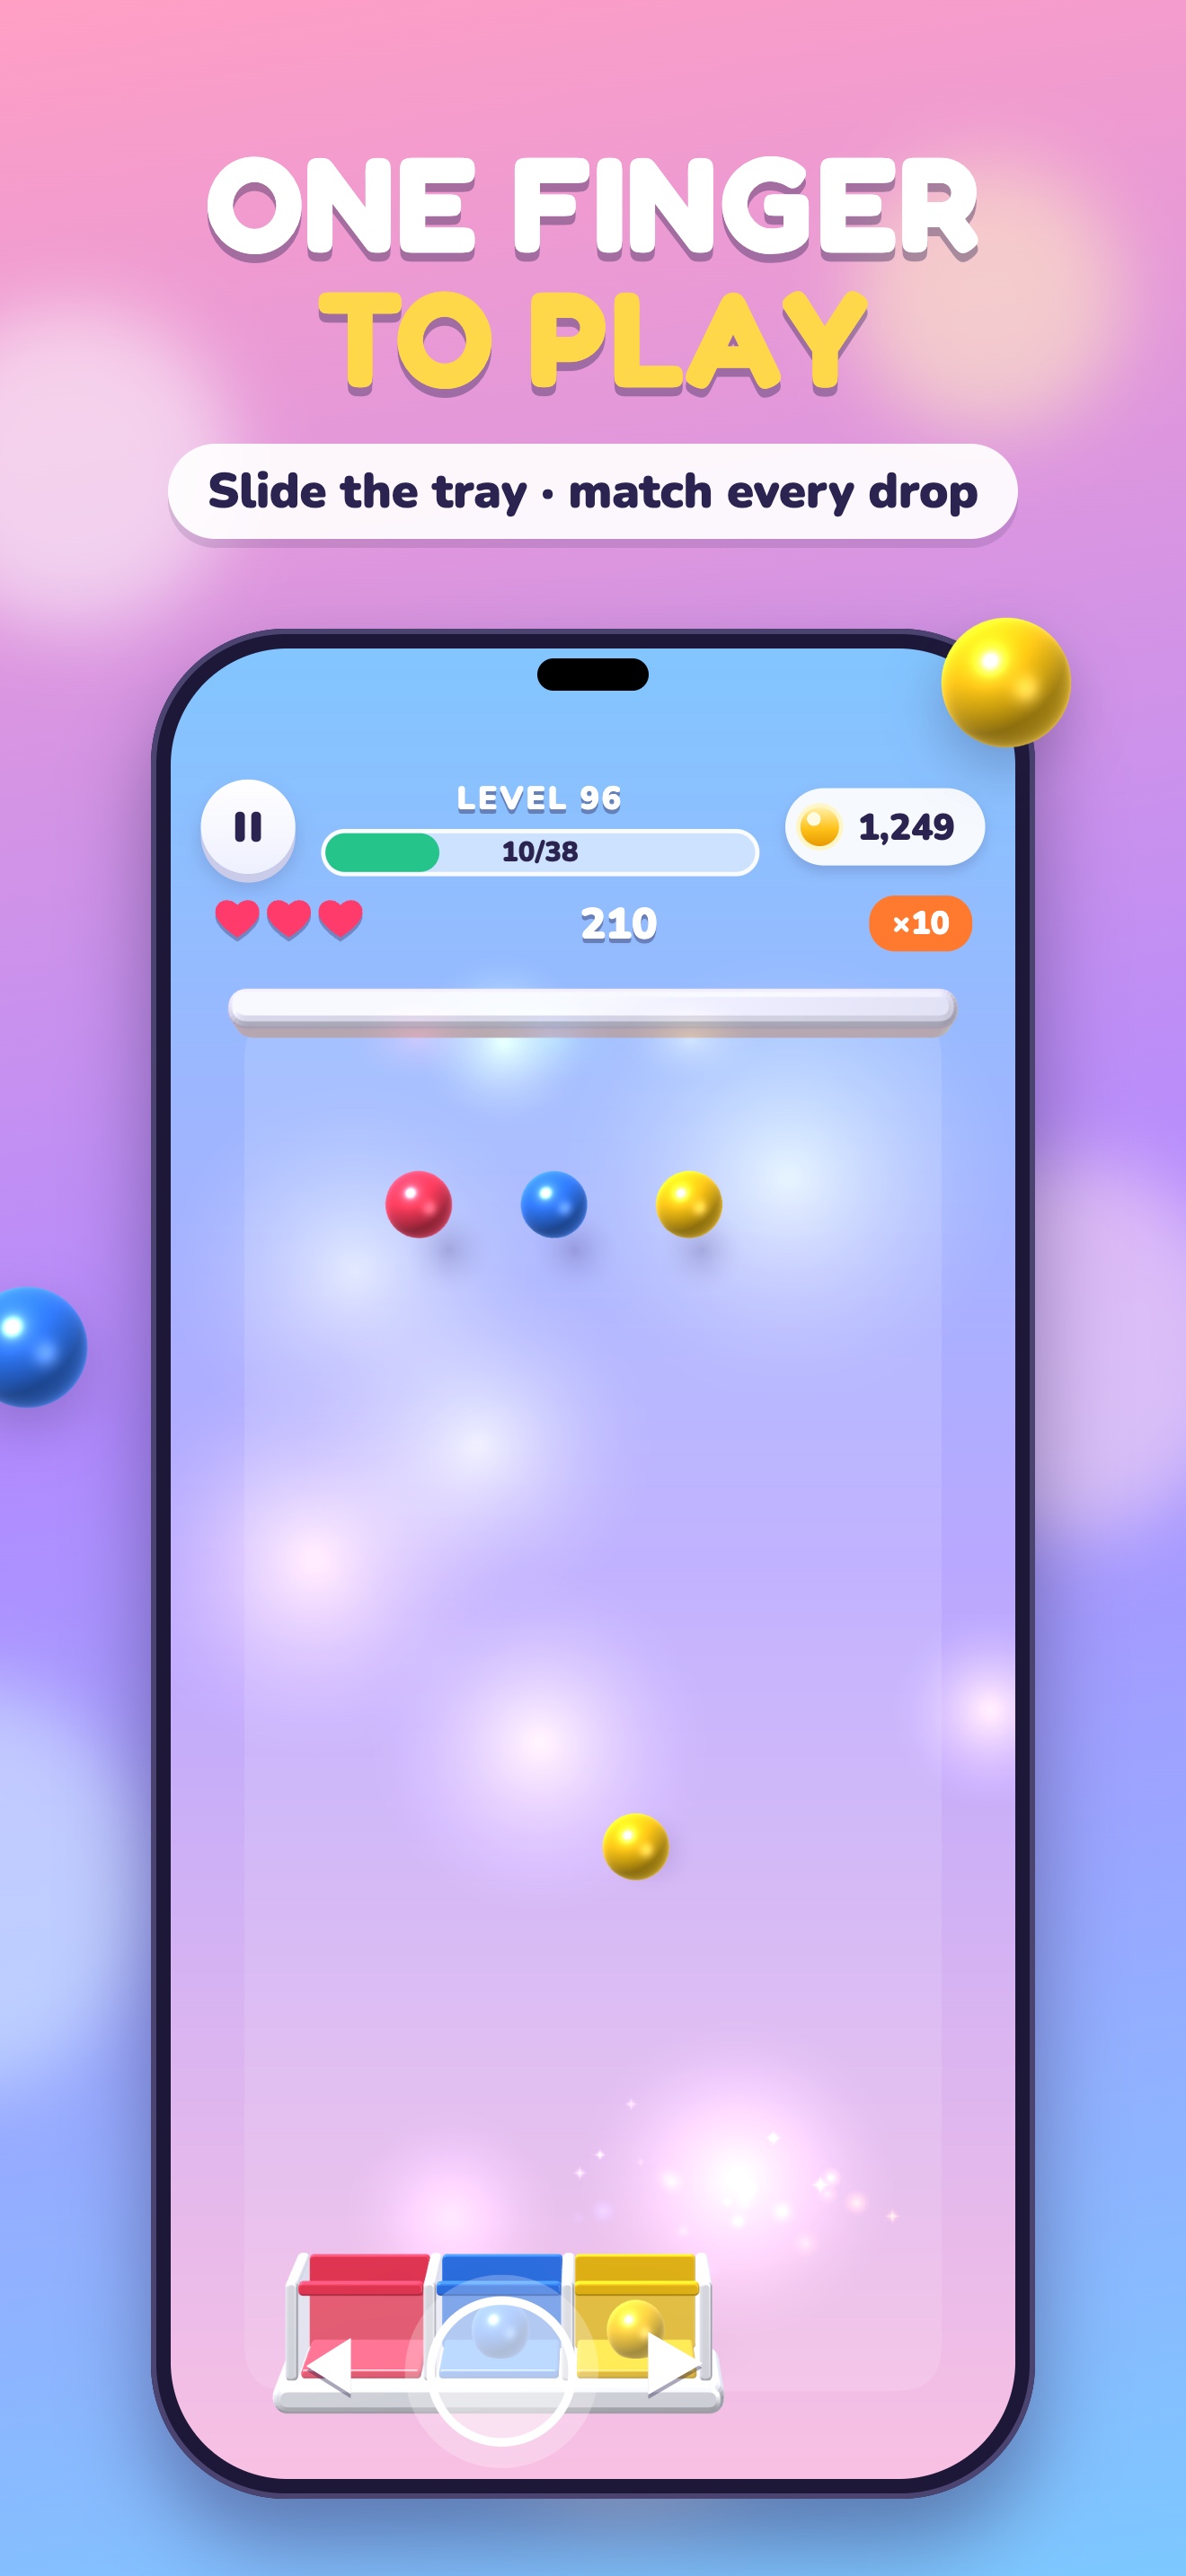 ONE FINGER
TO PLAY
Slide the tray · match every drop
LEVEL 96
10/38
1,249
210
×10